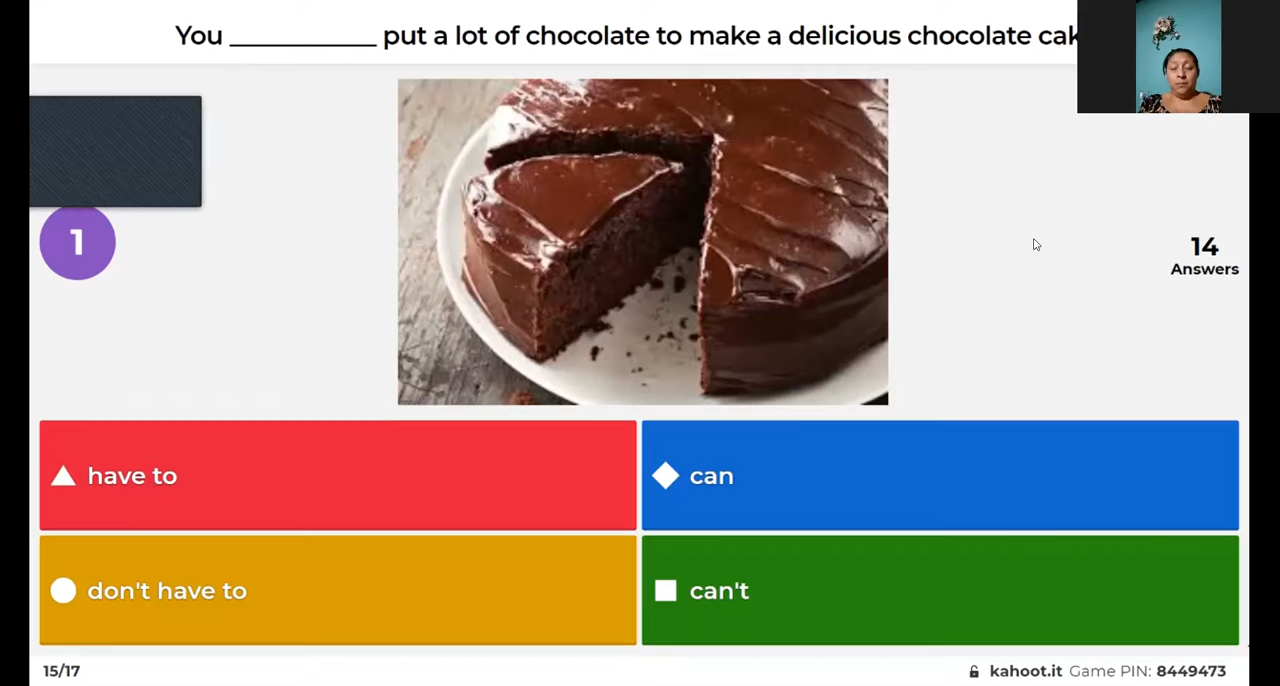 You ___________ put a lot of chocolate to make a delicious chocolate
1
14
Answers
have to
can
don't have to
can't
15/17
kahoot.it Game PIN: 8449473